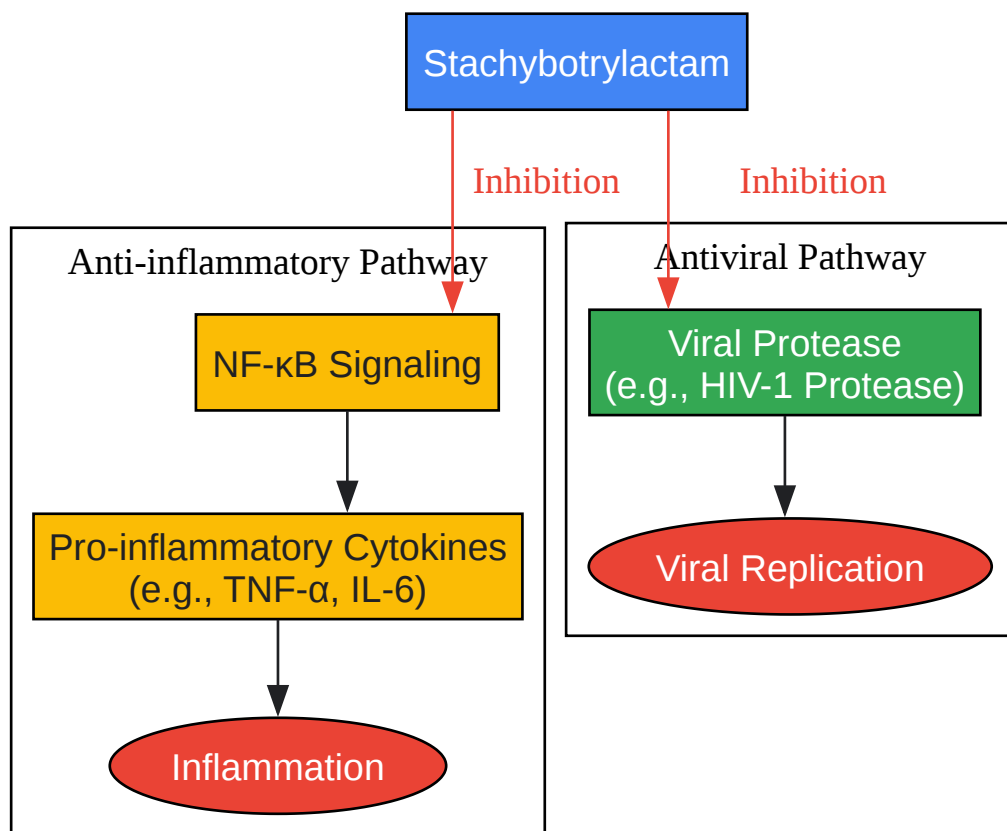 Stachybotrylactam
Inhibition
Inhibition
Anti-inflammatory Pathway
NF-κB Signaling
Pro-inflammatory Cytokines
(e.g., TNF-α, IL-6)
Inflammation
Antiviral Pathway
Viral Protease
(e.g., HIV-1 Protease)
Viral Replication